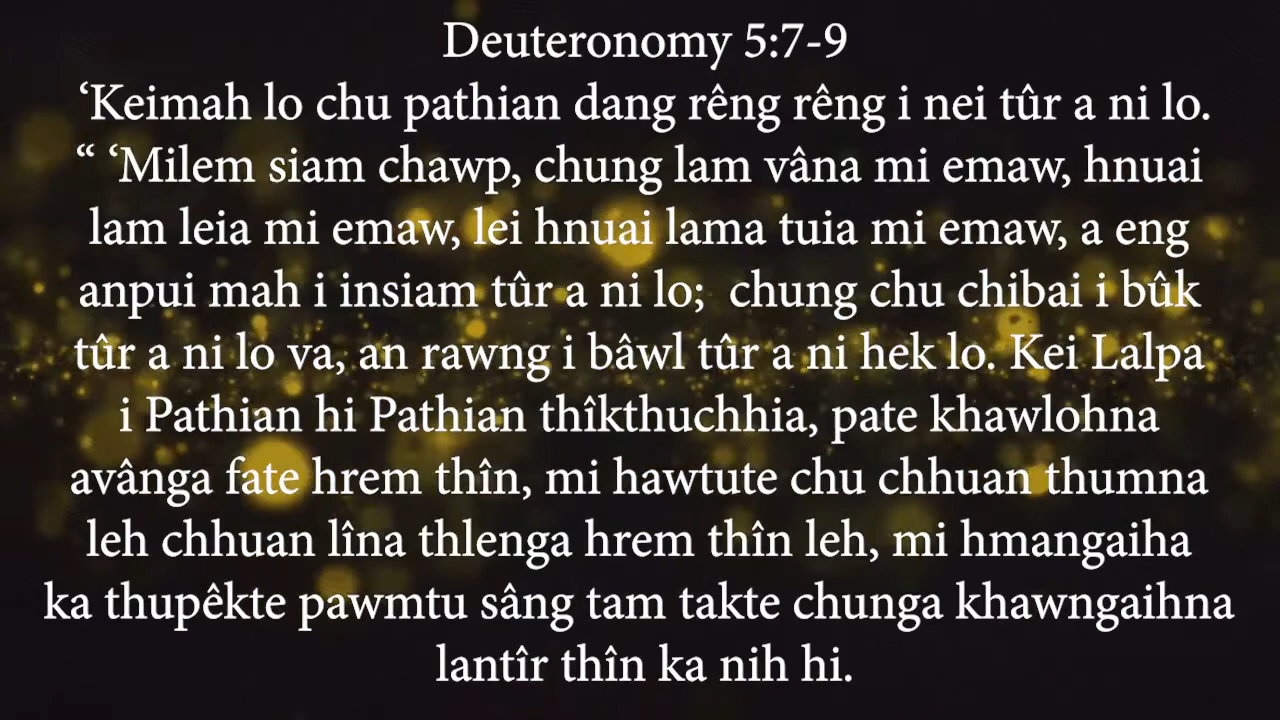 Deuteronomy 5:7-9
‘Keimah lo chu pathian dang rêng rêng i nei tûr a ni lo.
“ ‘Milem siam chawp, chung lam vâna mi emaw, hnuai
lam leia mi emaw, lei hnuai lama tuia mi emaw, a eng
anpui mah i insiam tûr a ni lo;  chung chu chibai i bûk
tûr a ni lo va, an rawng i bâwl tûr a ni hek lo. Kei Lalpa
i Pathian hi Pathian thîkthuchhia, pate khawlohna
avânga fate hrem thîn, mi hawtute chu chhuan thumna
leh chhuan lîna thlenga hrem thîn leh, mi hmangaiha
ka thupêkte pawmtu sâng tam takte chunga khawngaihna
lantîr thîn ka nih hi.